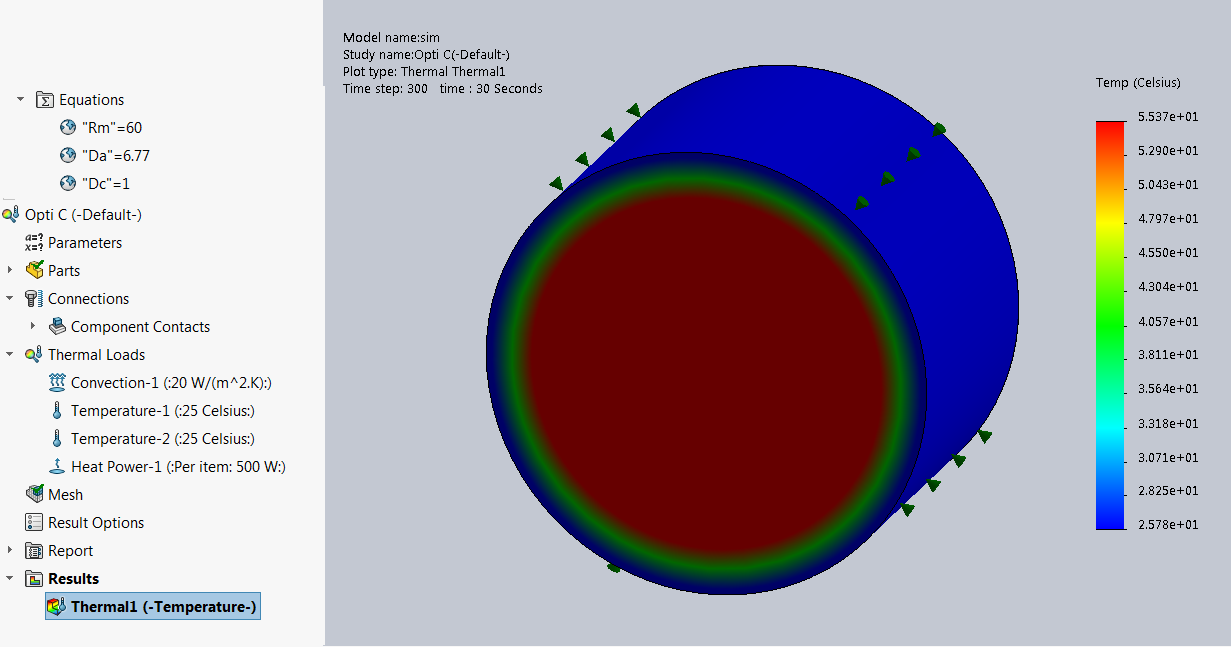 Equations
"Rm"=60
"Da"=6.77
"Dc"=1
Opti C (-Default-)
a=?
x=?
Parameters
Parts
Connections
Component Contacts
Thermal Loads
Convection-1 (:20 W/(m^2.K):)
Temperature-1 (:25 Celsius:)
Temperature-2 (:25 Celsius:)
Heat Power-1 (:Per item: 500 W:)
Mesh
Result Options
Report
Results
Thermal1 (-Temperature-)
Model name:sim
Study name:Opti C(-Default-)
Plot type: Thermal Thermal1
Time step: 300 time : 30 Seconds
Temp (Celsius)
5.537e+01
5.290e+01
5.043e+01
4.797e+01
4.550e+01
4.304e+01
4.057e+01
3.811e+01
3.564e+01
3.318e+01
3.071e+01
2.825e+01
2.578e+01